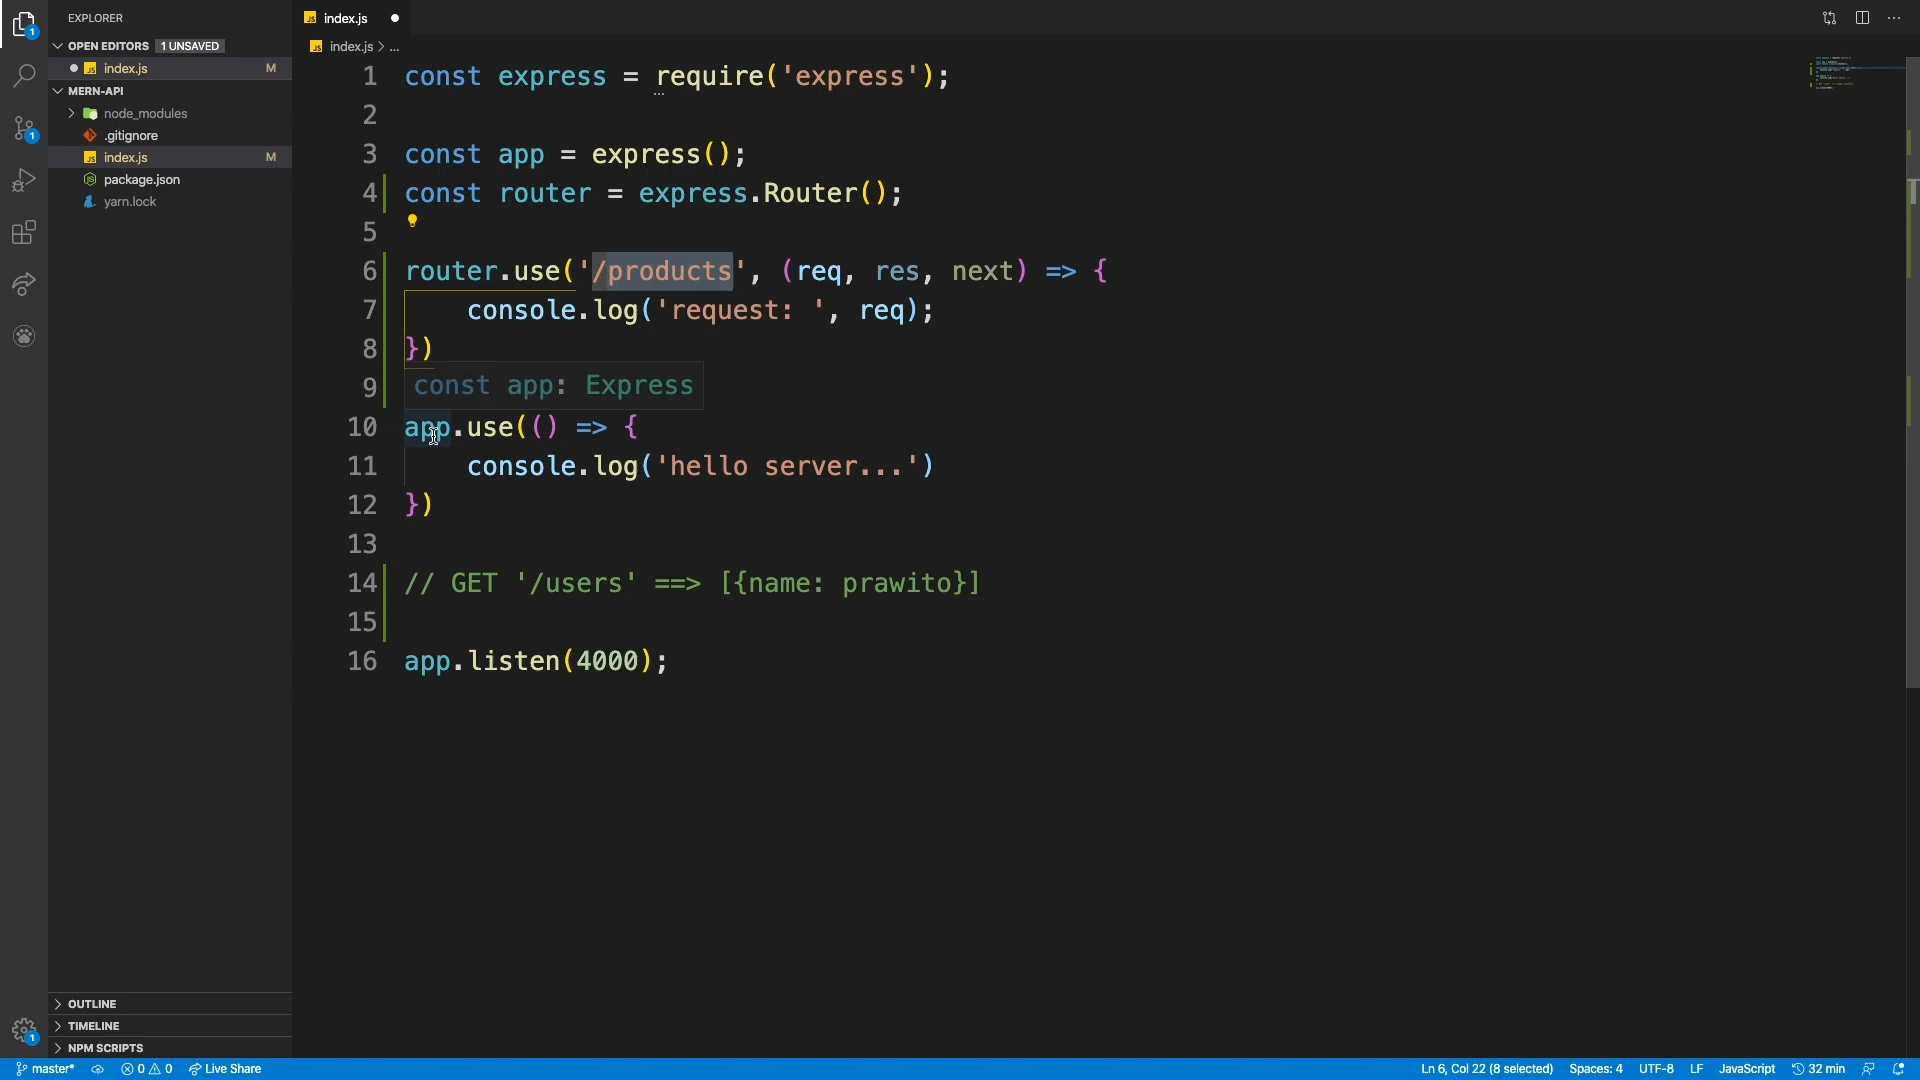 EXPLORER
OPEN EDITORS 1 UNSAVED
index.js M
MERN-API
node_modules
.gitignore
index.js M
package.json
yarn.lock
OUTLINE
TIMELINE
NPM SCRIPTS
index.js
index.js > ...
1 const express = require('express');
2
3 const app = express();
4 const router = express.Router();
5
6 router.use('/products', (req, res, next) => {
7 console.log('request: ', req);
8 })
9 const app: Express
10 app.use(() => {
11 console.log('hello server...')
12 })
13
14 // GET '/users' ==> [{name: prawito}]
15
16 app.listen(4000);
1
1
1
master* 0 0 Live Share Ln 6, Col 22 (8 selected) Spaces: 4 UTF-8 LF JavaScript 32 min